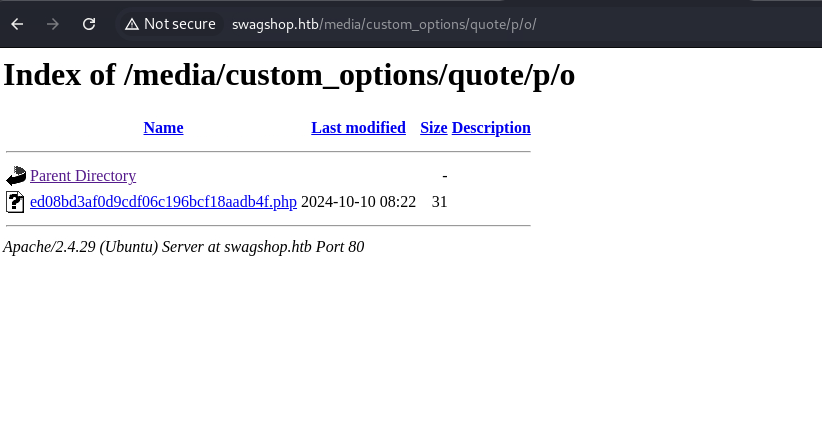 Not secure swagshop.htb/media/custom_options/quote/p/o/
Index of /media/custom_options/quote/p/o
Name Last modified Size Description
Parent Directory -
ed08bd3af0d9cdf06c196bcf18aadb4f.php 2024-10-10 08:22 31
Apache/2.4.29 (Ubuntu) Server at swagshop.htb Port 80